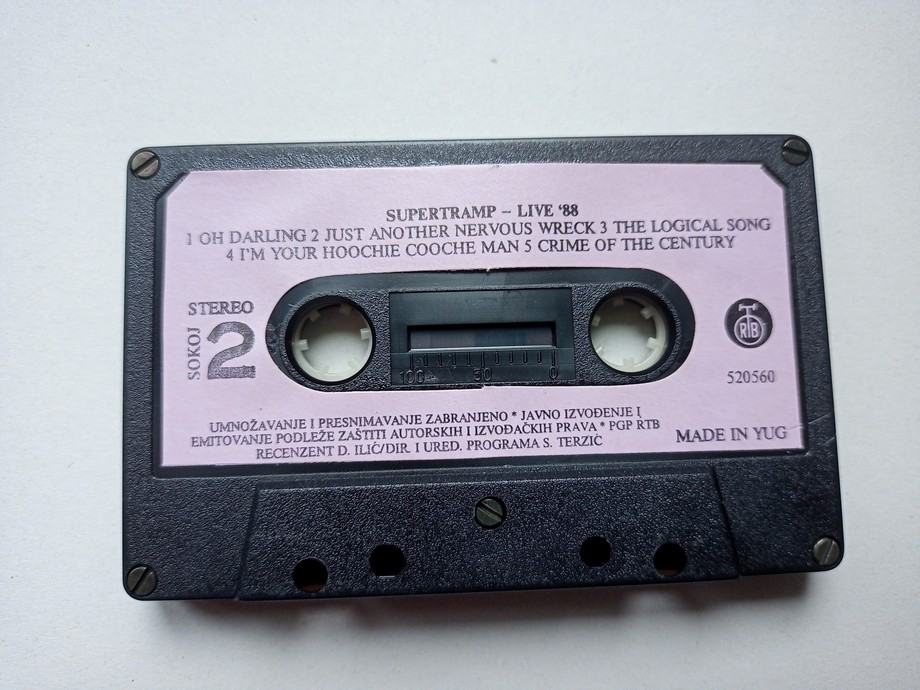 SUPERTRAMP – LIVE '88
1 OH DARLING 2 JUST ANOTHER NERVOUS WRECK 3 THE LOGICAL SONG
4 I'M YOUR HOOCHIE COOCHE MAN 5 CRIME OF THE CENTURY
STEREO
SOKOJ
2
RTB
100 50 0
520560
UMNOŽAVANJE I PRESNIMAVANJE ZABRANJENO * JAVNO IZVOĐENJE I
EMITOVANJE PODLEŽE ZAŠTITI AUTORSKIH I IZVOĐAČKIH PRAVA * PGP RTB
RECENZENT D. ILIĆ/DIR. I URED. PROGRAMA S. TERZIĆ
MADE IN YUG